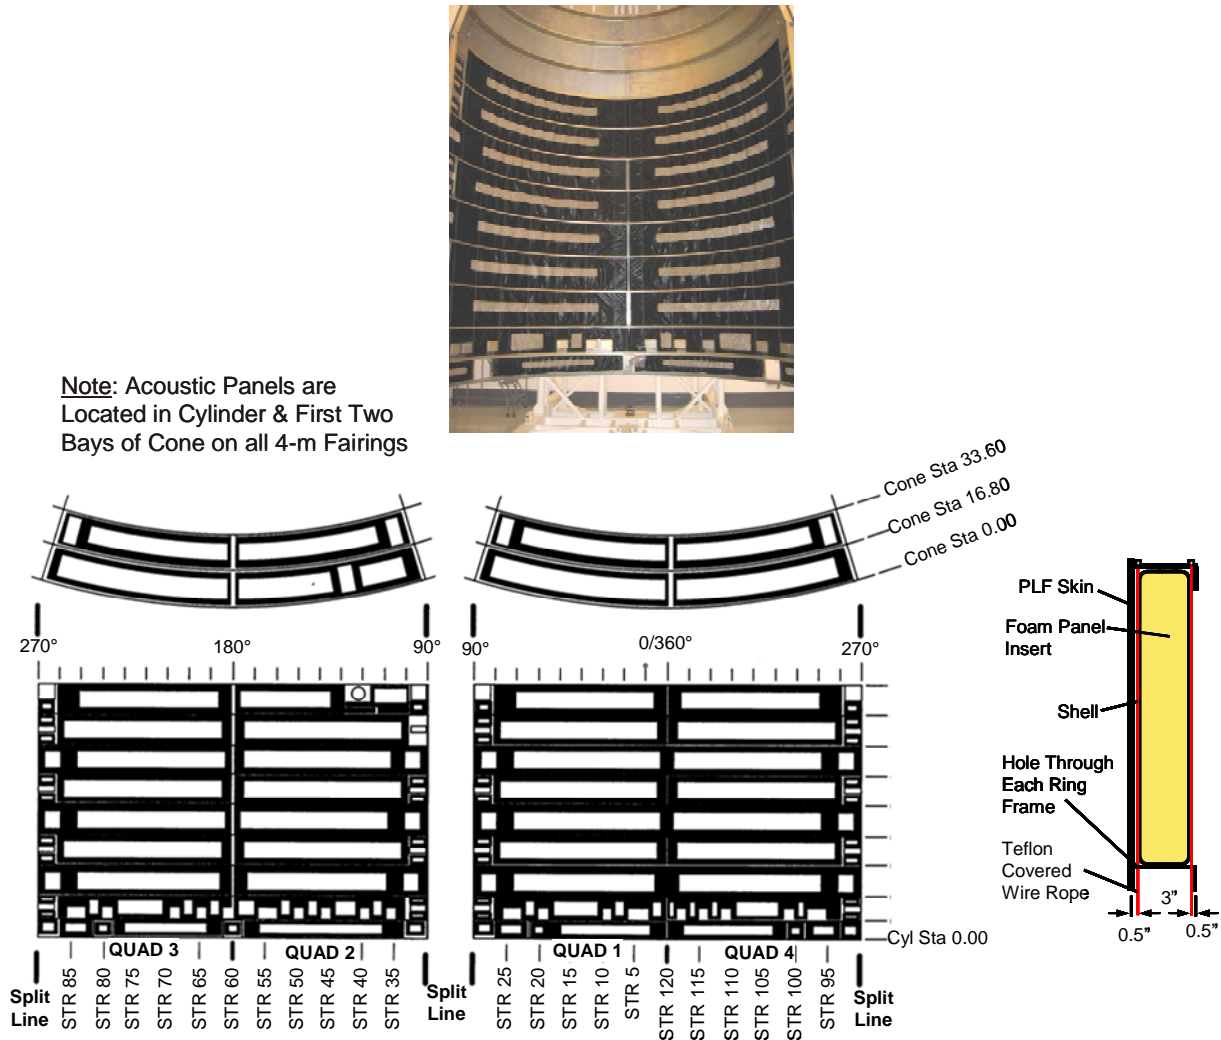 Note: Acoustic Panels are
Located in Cylinder & First Two
Bays of Cone on all 4-m Fairings
Cone Sta 33.60
Cone Sta 16.80
Cone Sta 0.00
270°
180°
90°
90°
0/360°
270°
Cyl Sta 0.00
QUAD 3
QUAD 2
QUAD 1
QUAD 4
Split
Line
STR 85
STR 80
STR 75
STR 70
STR 65
STR 60
STR 55
STR 50
STR 45
STR 40
STR 35
Split
Line
STR 25
STR 20
STR 15
STR 10
STR 5
STR 120
STR 115
STR 110
STR 105
STR 100
STR 95
Split
Line
PLF Skin
Foam Panel
Insert
Shell
Hole Through
Each Ring
Frame
Teflon
Covered
Wire Rope
3"
0.5"
0.5"